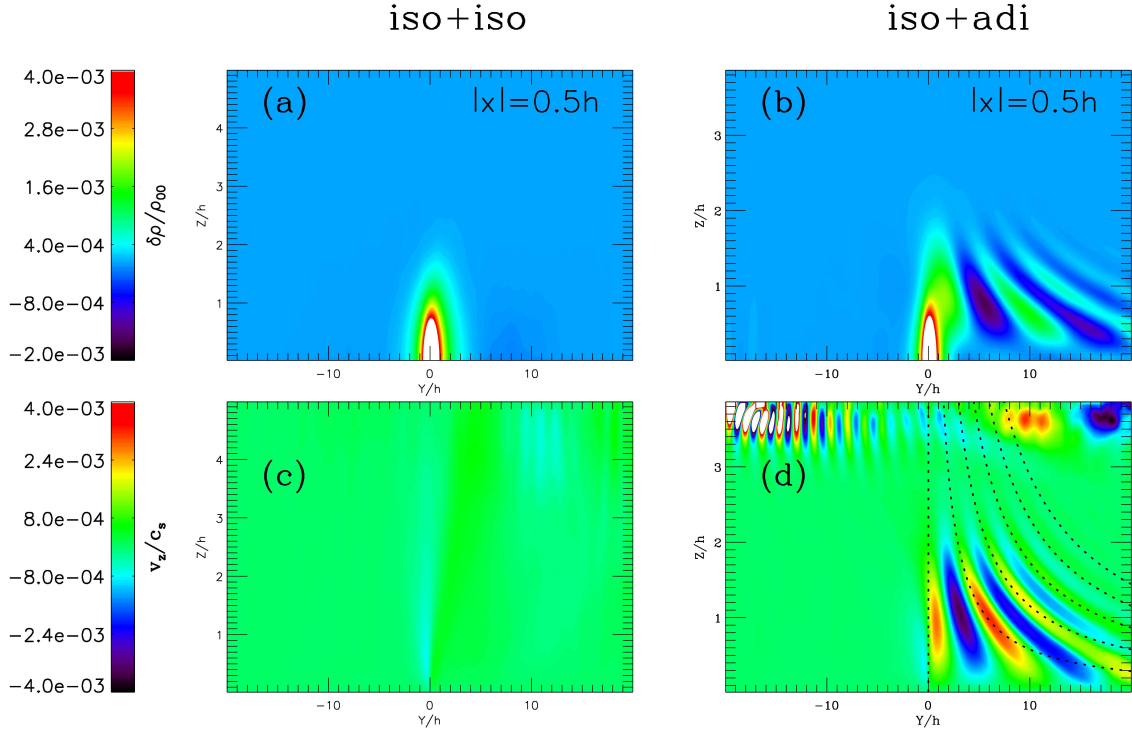 iso+iso
iso+adi
4.0e−03
2.8e−03
1.6e−03
4.0e−04
−8.0e−04
−2.0e−03
δρ/ρ₀₀
(a)
|x|=0.5h
4
3
2
1
Z/h
−10
0
10
Y/h
(b)
|x|=0.5h
3
2
1
Z/h
−10
0
10
Y/h
4.0e−03
2.4e−03
8.0e−04
−8.0e−04
−2.4e−03
−4.0e−03
v_z/c_s
(c)
4
3
2
1
Z/h
−10
0
10
Y/h
(d)
3
2
1
Z/h
−10
0
10
Y/h